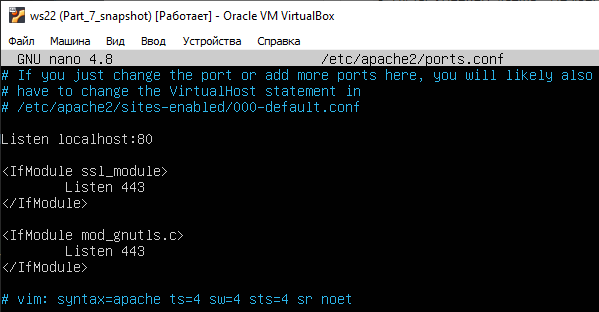 ws22 (Part_7_snapshot) [Работает] - Oracle VM VirtualBox
Файл Машина Вид Ввод Устройства Справка
GNU nano 4.8 /etc/apache2/ports.conf
# If you just change the port or add more ports here, you will likely also
# have to change the VirtualHost statement in
# /etc/apache2/sites-enabled/000-default.conf
Listen localhost:80
<IfModule ssl_module>
Listen 443
</IfModule>
<IfModule mod_gnutls.c>
Listen 443
</IfModule>
# vim: syntax=apache ts=4 sw=4 sts=4 sr noet